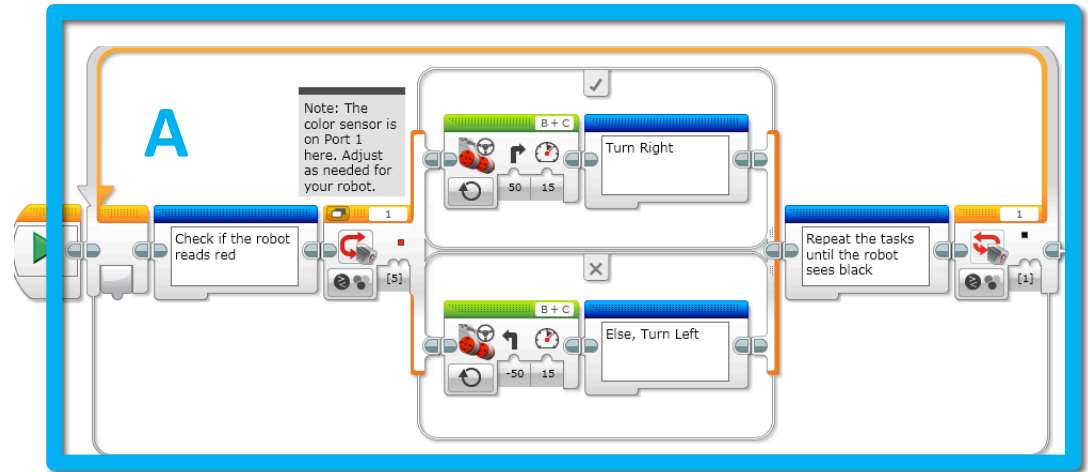 A
Note: The
color sensor is
on Port 1
here. Adjust
as needed for
your robot.
B + C
Turn Right
50 15
1
Check if the robot
reads red
[5]
Repeat the tasks
until the robot
sees black
1
[1]
B + C
Else, Turn Left
-50 15